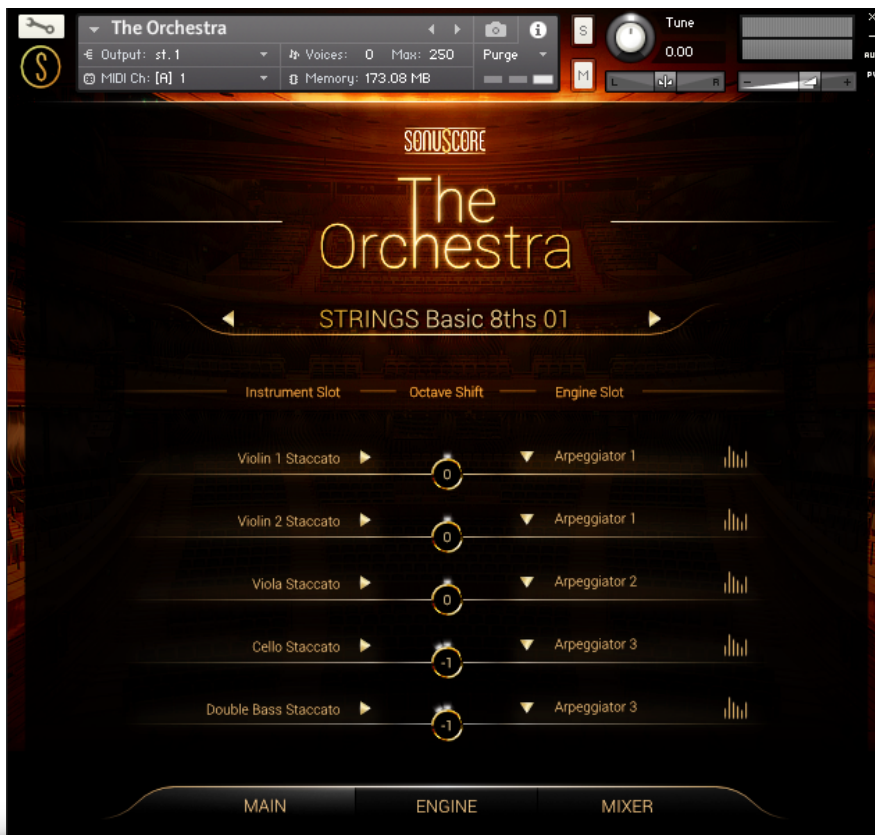 The Orchestra
S
Tune
Output: st.1
Voices: 0 Max: 250
Purge
0.00
MIDI Ch: [A] 1
Memory: 173.08 MB
M
L R
- +
S
SONUSCORE
The
Orchestra
STRINGS Basic 8ths 01
Instrument Slot Octave Shift Engine Slot
Violin 1 Staccato 0 Arpeggiator 1
Violin 2 Staccato 0 Arpeggiator 1
Viola Staccato 0 Arpeggiator 2
Cello Staccato -1 Arpeggiator 3
Double Bass Staccato -1 Arpeggiator 3
MAIN ENGINE MIXER